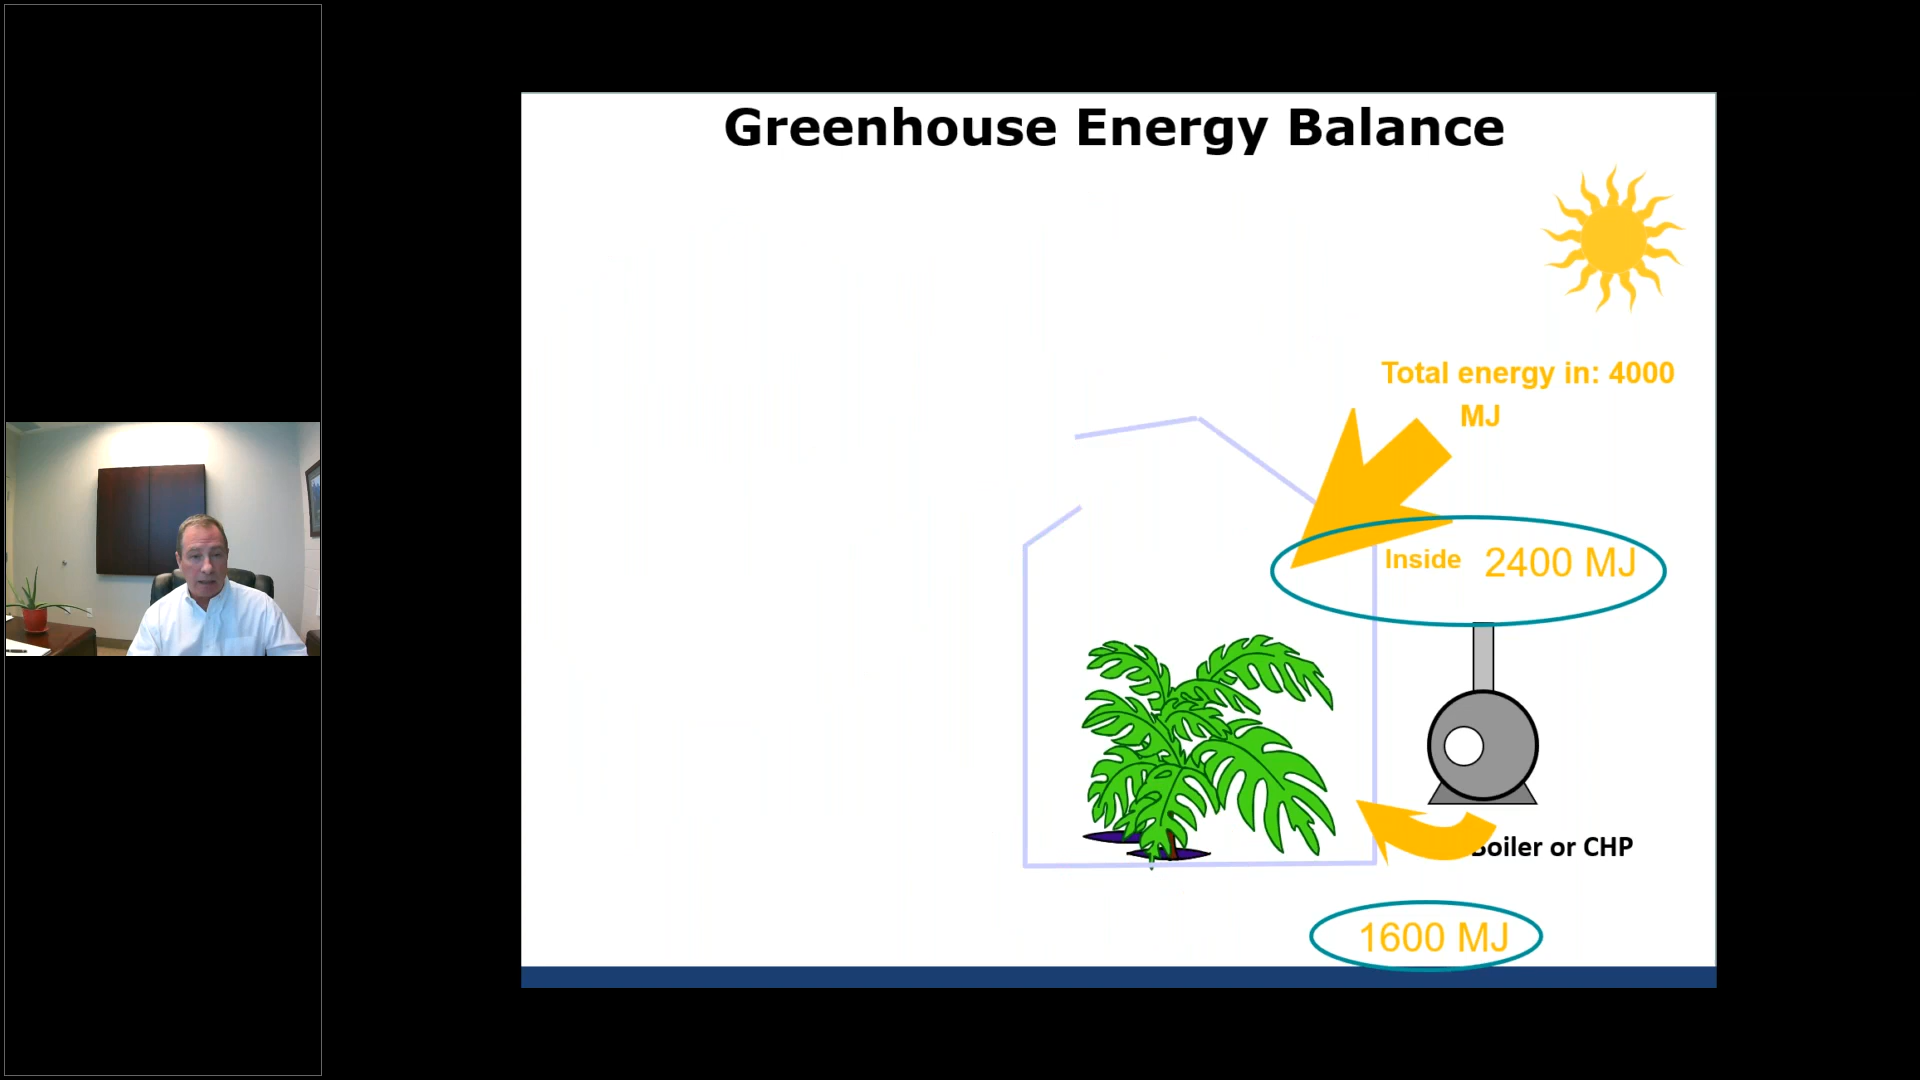 Greenhouse Energy Balance
Total energy in: 4000
MJ
Inside 2400 MJ
Boiler or CHP
1600 MJ